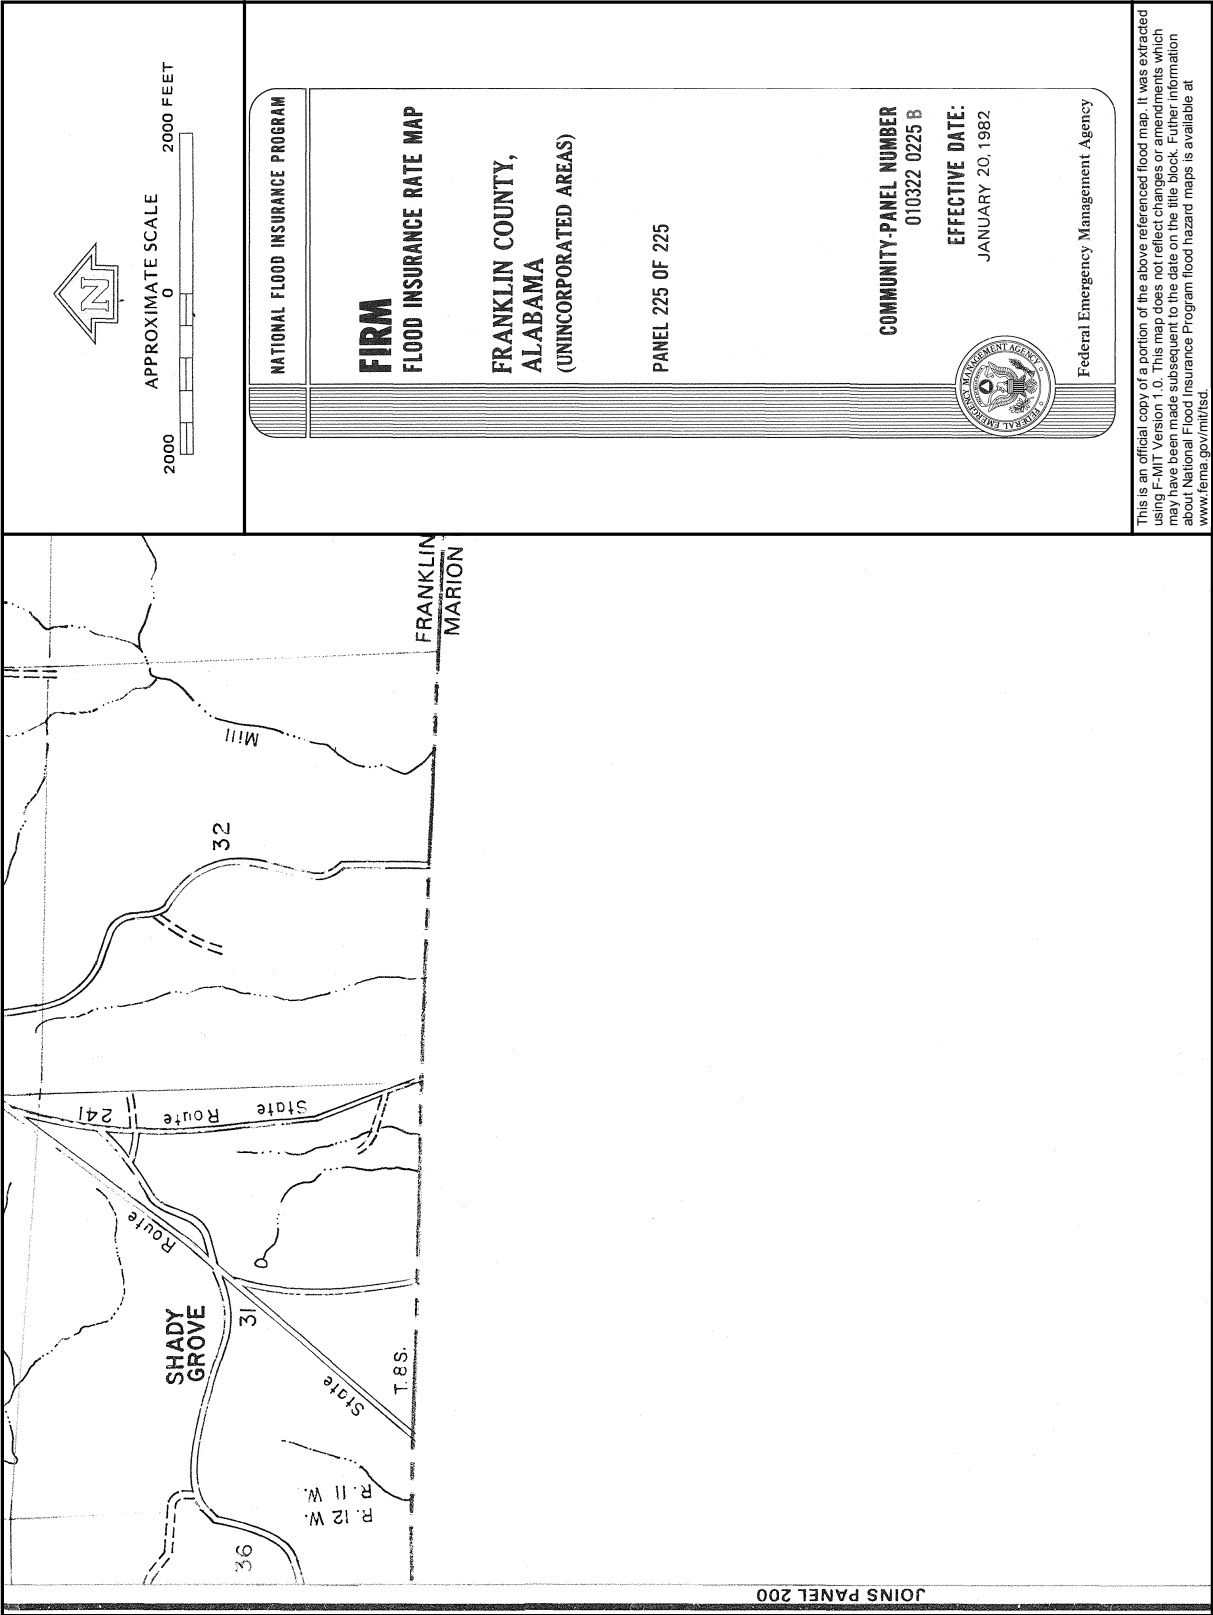 APPROXIMATE SCALE
2000 0 2000 FEET
N
NATIONAL FLOOD INSURANCE PROGRAM
FIRM
FLOOD INSURANCE RATE MAP
FRANKLIN COUNTY,
ALABAMA
(UNINCORPORATED AREAS)
PANEL 225 OF 225
COMMUNITY-PANEL NUMBER
010322 0225 B
EFFECTIVE DATE:
JANUARY 20, 1982
FEDERAL EMERGENCY MANAGEMENT AGENCY
Federal Emergency Management Agency
This is an official copy of a portion of the above referenced flood map. It was extracted
using F-MIT Version 1.0. This map does not reflect changes or amendments which
may have been made subsequent to the date on the title block. Futher information
about National Flood Insurance Program flood hazard maps is available at
www.fema.gov/mit/tsd.
FRANKLIN
MARION
Mill
32
State Route 241
Route
State
SHADY
GROVE
31
T. 8 S.
R. 12 W.
R. 11 W.
36
JOINS PANEL 200